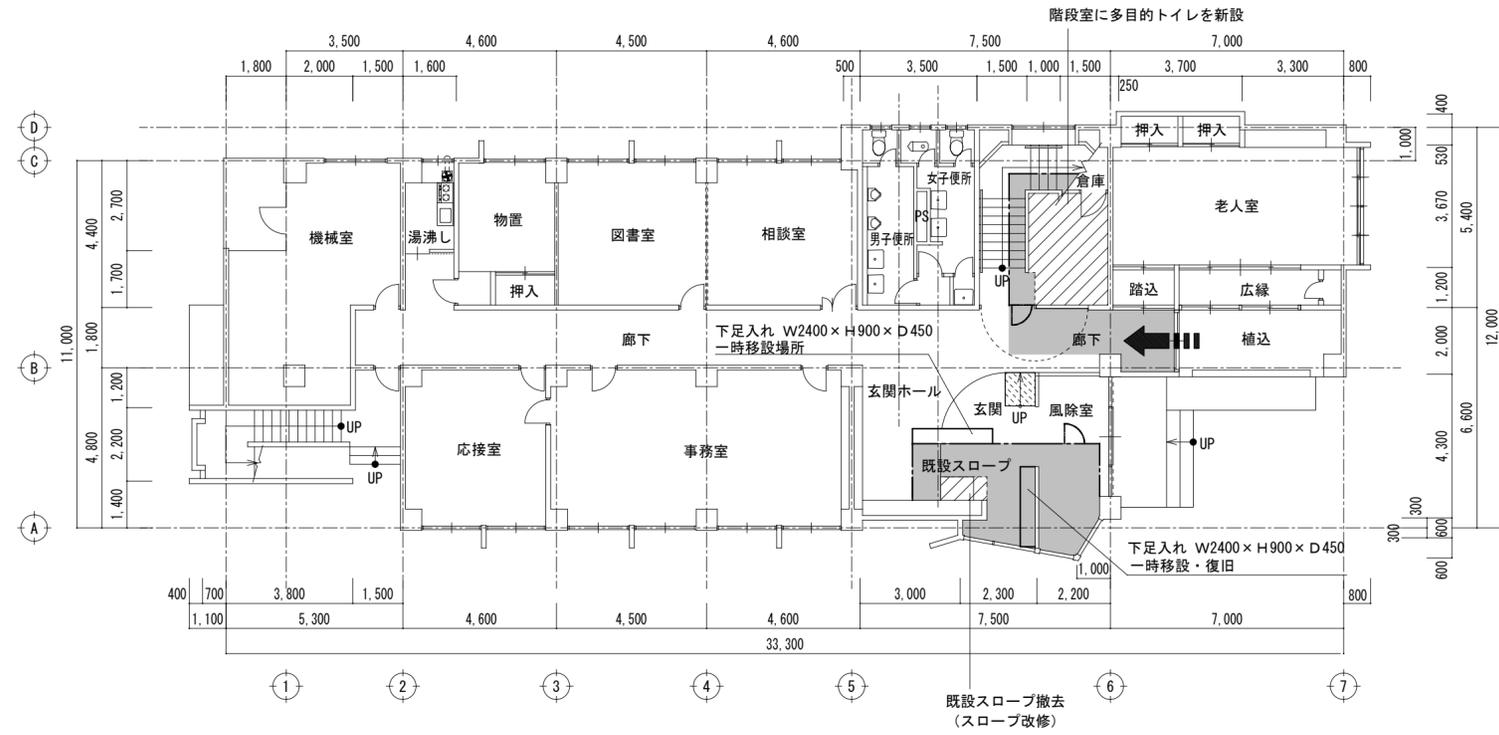 階段室に多目的トイレを新設
3,500
4,600
4,500
4,600
7,500
7,000
1,800
2,000
1,500
1,600
500
3,500
1,500
1,000
1,500
3,700
3,300
800
250
400
D
C
B
A
1,000
530
3,670
5,400
1,200
2,000
12,000
6,600
4,300
300
300
600
600
11,000
4,400
2,700
1,700
1,800
1,200
4,800
2,200
1,400
押入
押入
女子便所
倉庫
老人室
物置
図書室
相談室
PS
機械室
湯沸し
男子便所
UP
押入
踏込
広縁
下足入れ W2400×H900×D450
一時移設場所
廊下
廊下
植込
玄関ホール
玄関
UP
風除室
UP
UP
UP
応接室
事務室
既設スロープ
下足入れ W2400×H900×D450
一時移設・復旧
1,000
400
700
3,800
1,500
3,000
2,300
2,200
800
1,100
5,300
4,600
4,500
4,600
7,500
7,000
33,300
1
2
3
4
5
6
7
既設スロープ撤去
(スロープ改修)